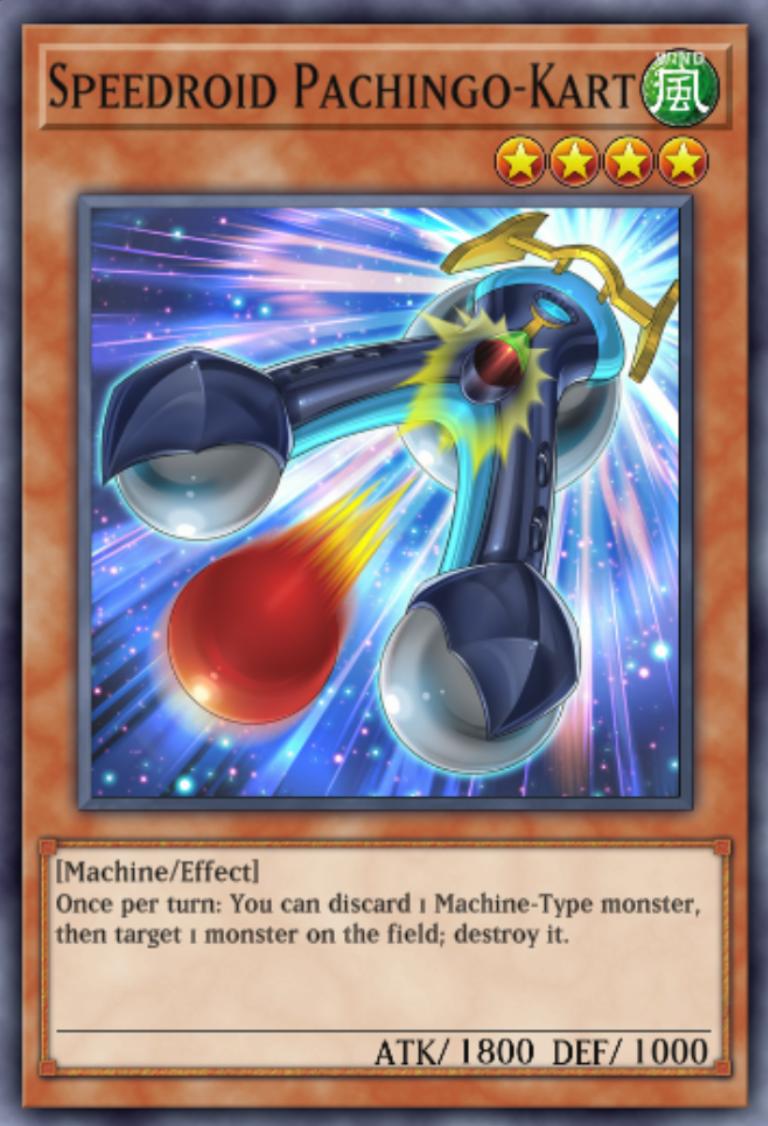 Speedroid Pachingo-Kart
WIND
風
[Machine/Effect]
Once per turn: You can discard 1 Machine-Type monster,
then target 1 monster on the field; destroy it.
ATK/ 1800 DEF/ 1000